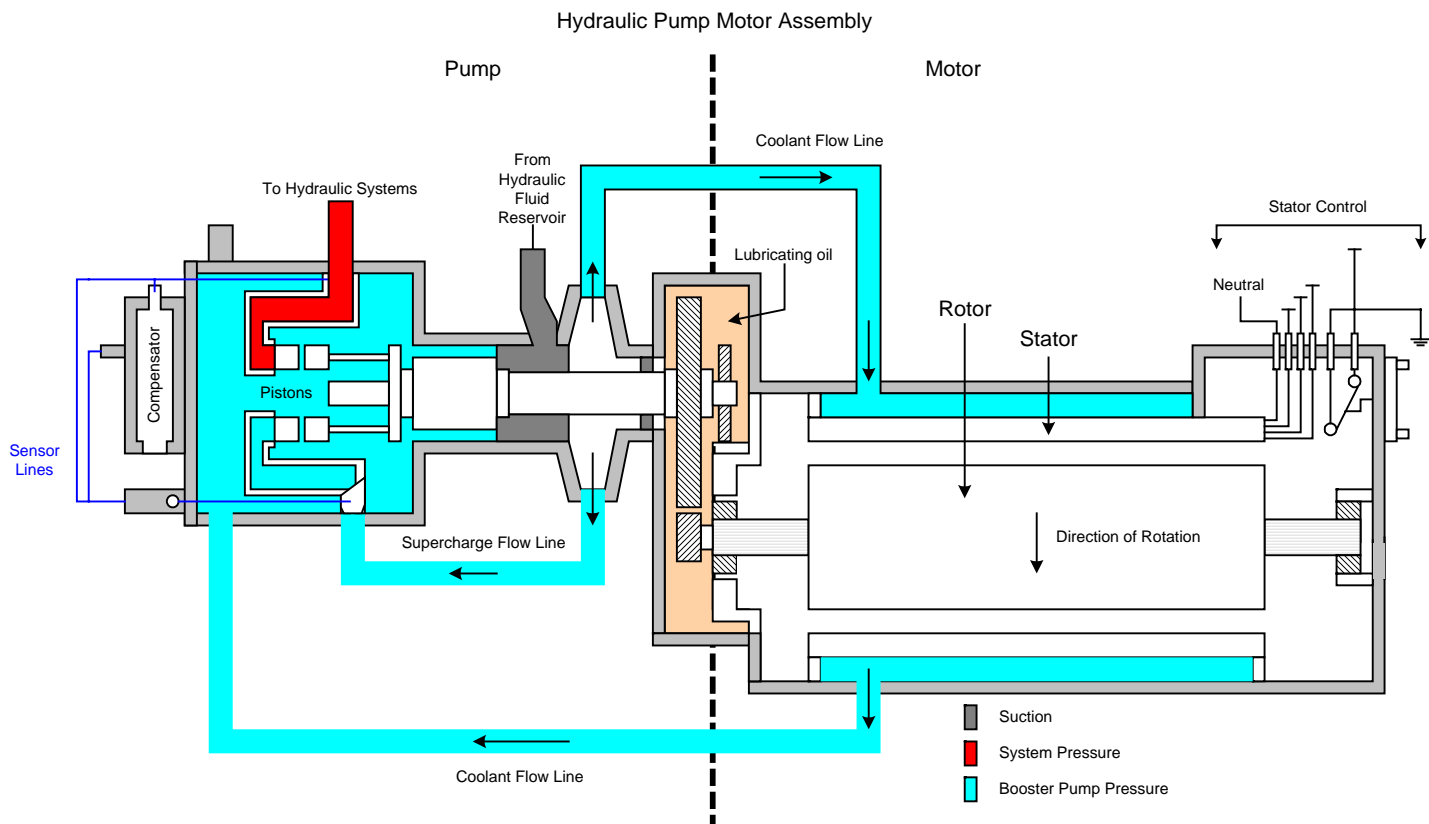 Hydraulic Pump Motor Assembly
Pump
Motor
Coolant Flow Line
From
Hydraulic
Fluid
Reservoir
To Hydraulic Systems
Stator Control
Lubricating oil
Neutral
Rotor
Stator
Compensator
Pistons
Sensor
Lines
Supercharge Flow Line
Direction of Rotation
Suction
System Pressure
Coolant Flow Line
Booster Pump Pressure